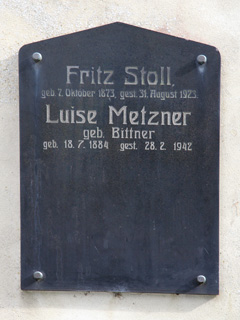 Fritz Stoll,
geb. 7. Oktober 1873, gest. 31. August 1923.
Luise Metzner
geb. Bittner
geb. 18. 7. 1884 gest. 28. 2. 1942